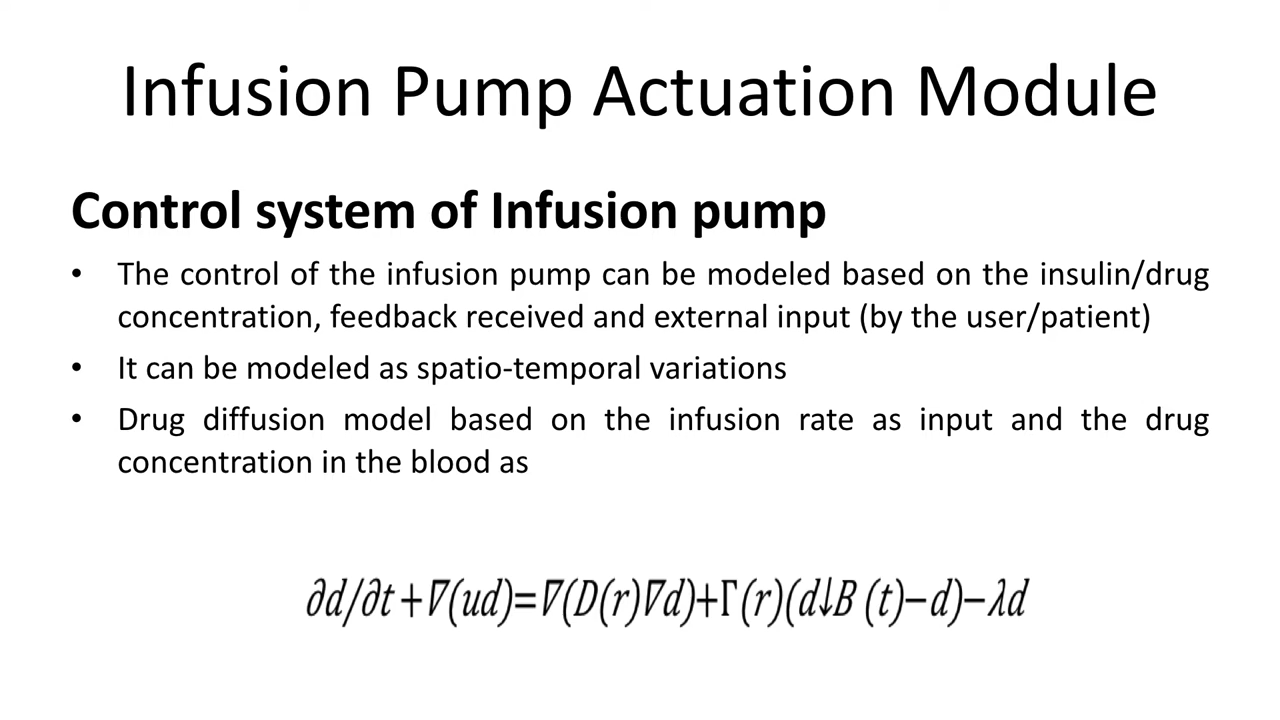 Infusion Pump Actuation Module
Control system of Infusion pump
• The control of the infusion pump can be modeled based on the insulin/drug
concentration, feedback received and external input (by the user/patient)
• It can be modeled as spatio-temporal variations
• Drug diffusion model based on the infusion rate as input and the drug
concentration in the blood as
∂d/∂t+∇(ud)=∇(D(r)∇d)+Γ(r)(d↓B (t)−d)−λd